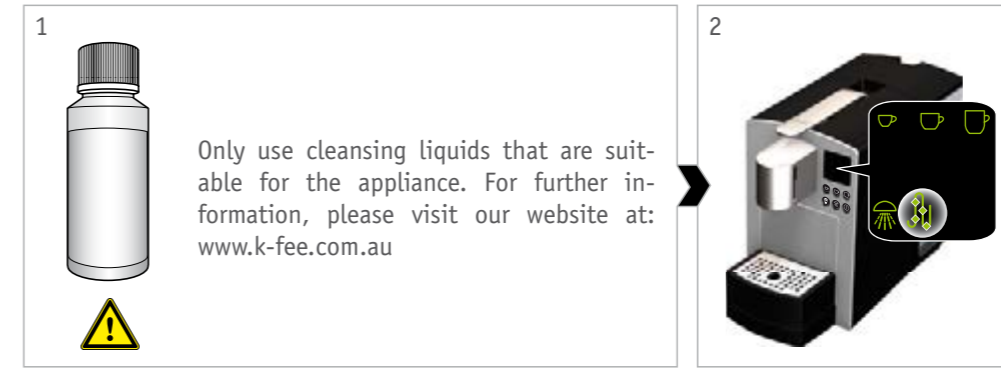 1
Only use cleansing liquids that are suit-
able for the appliance. For further in-
formation, please visit our website at:
www.k-fee.com.au
2